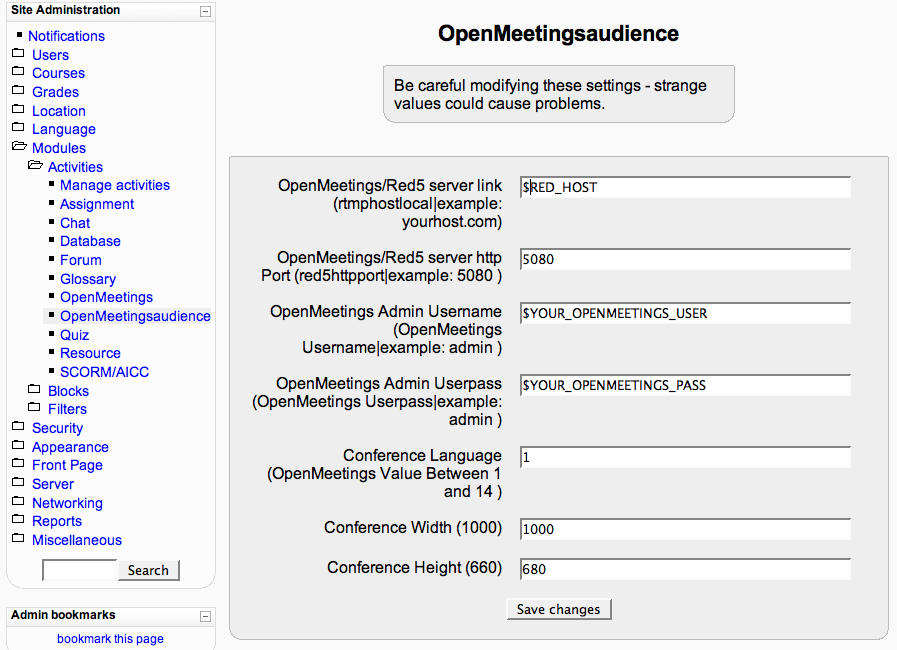 Site Administration
Notifications
Users
Courses
Grades
Location
Language
Modules
Activities
Manage activities
Assignment
Chat
Database
Forum
Glossary
OpenMeetings
OpenMeetingsaudience
Quiz
Resource
SCORM/AICC
Blocks
Filters
Security
Appearance
Front Page
Server
Networking
Reports
Miscellaneous
Search
Admin bookmarks
bookmark this page
OpenMeetingsaudience
Be careful modifying these settings - strange
values could cause problems.
OpenMeetings/Red5 server link
(rtmphostlocal|example:
yourhost.com)
$RED_HOST
OpenMeetings/Red5 server http
Port (red5httpport|example: 5080 )
5080
OpenMeetings Admin Username
(OpenMeetings
Username|example: admin )
$YOUR_OPENMEETINGS_USER
OpenMeetings Admin Userpass
(OpenMeetings Userpass|example:
admin )
$YOUR_OPENMEETINGS_PASS
Conference Language
(OpenMeetings Value Between 1
and 14 )
1
Conference Width (1000)
1000
Conference Height (660)
680
Save changes